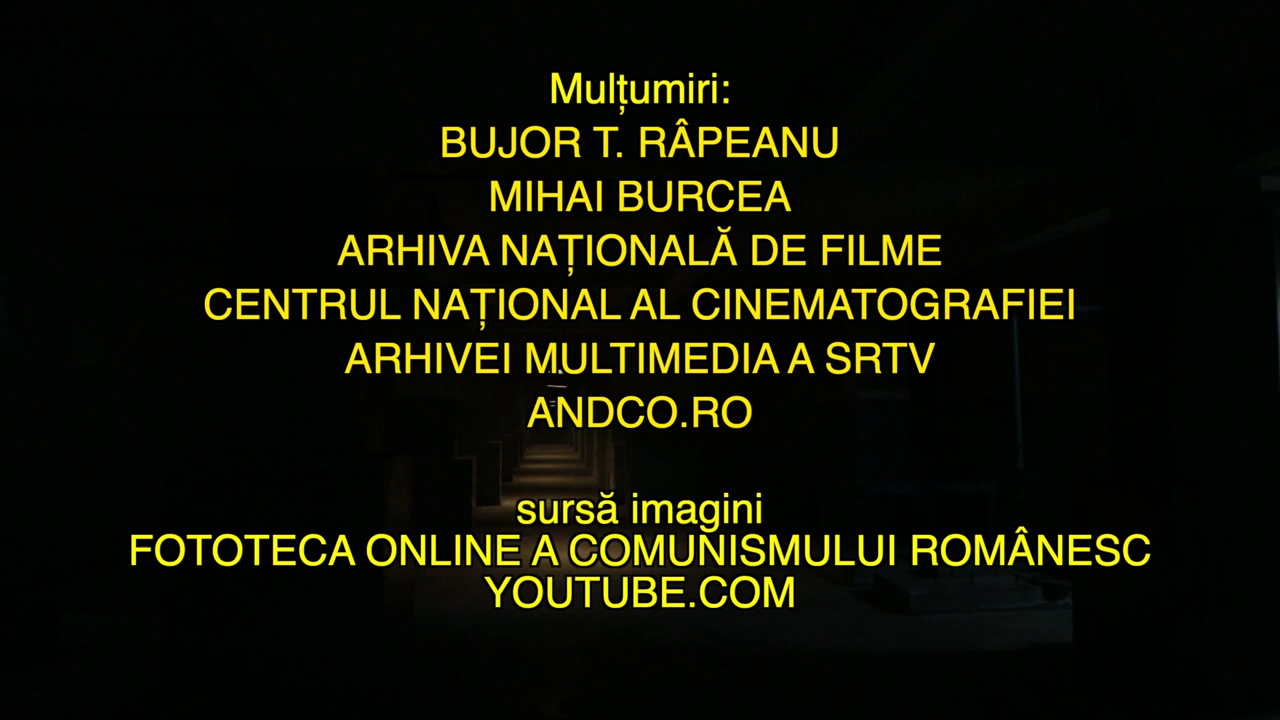 Mulțumiri:
BUJOR T. RÂPEANU
MIHAI BURCEA
ARHIVA NAȚIONALĂ DE FILME
CENTRUL NAȚIONAL AL CINEMATOGRAFIEI
ARHIVEI MULTIMEDIA A SRTV
ANDCO.RO
sursă imagini
FOTOTECA ONLINE A COMUNISMULUI ROMÂNESC
YOUTUBE.COM